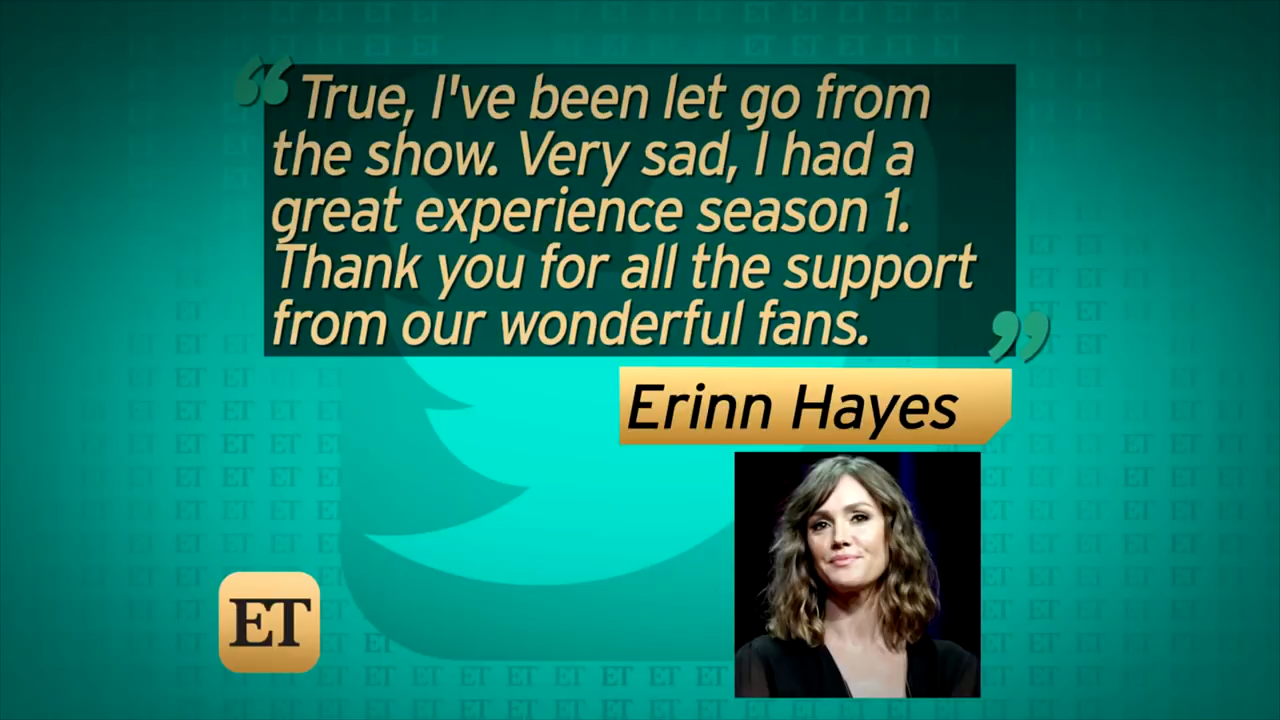 “True, I've been let go from
the show. Very sad, I had a
great experience season 1.
Thank you for all the support
from our wonderful fans.”
Erinn Hayes
ET